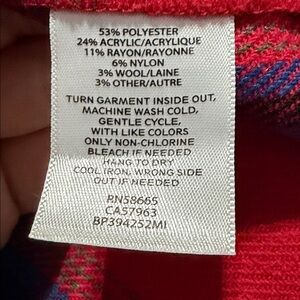 53% POLYESTER
24% ACRYLIC/ACRYLIQUE
11% RAYON/RAYONNE
6% NYLON
3% WOOL/LAINE
3% OTHER/AUTRE
TURN GARMENT INSIDE OUT,
MACHINE WASH COLD,
GENTLE CYCLE,
WITH LIKE COLORS
ONLY NON-CHLORINE
BLEACH IF NEEDED
HANG TO DRY
COOL IRON, WRONG SIDE
OUT IF NEEDED
RN58665
CA57963
BP394252MI